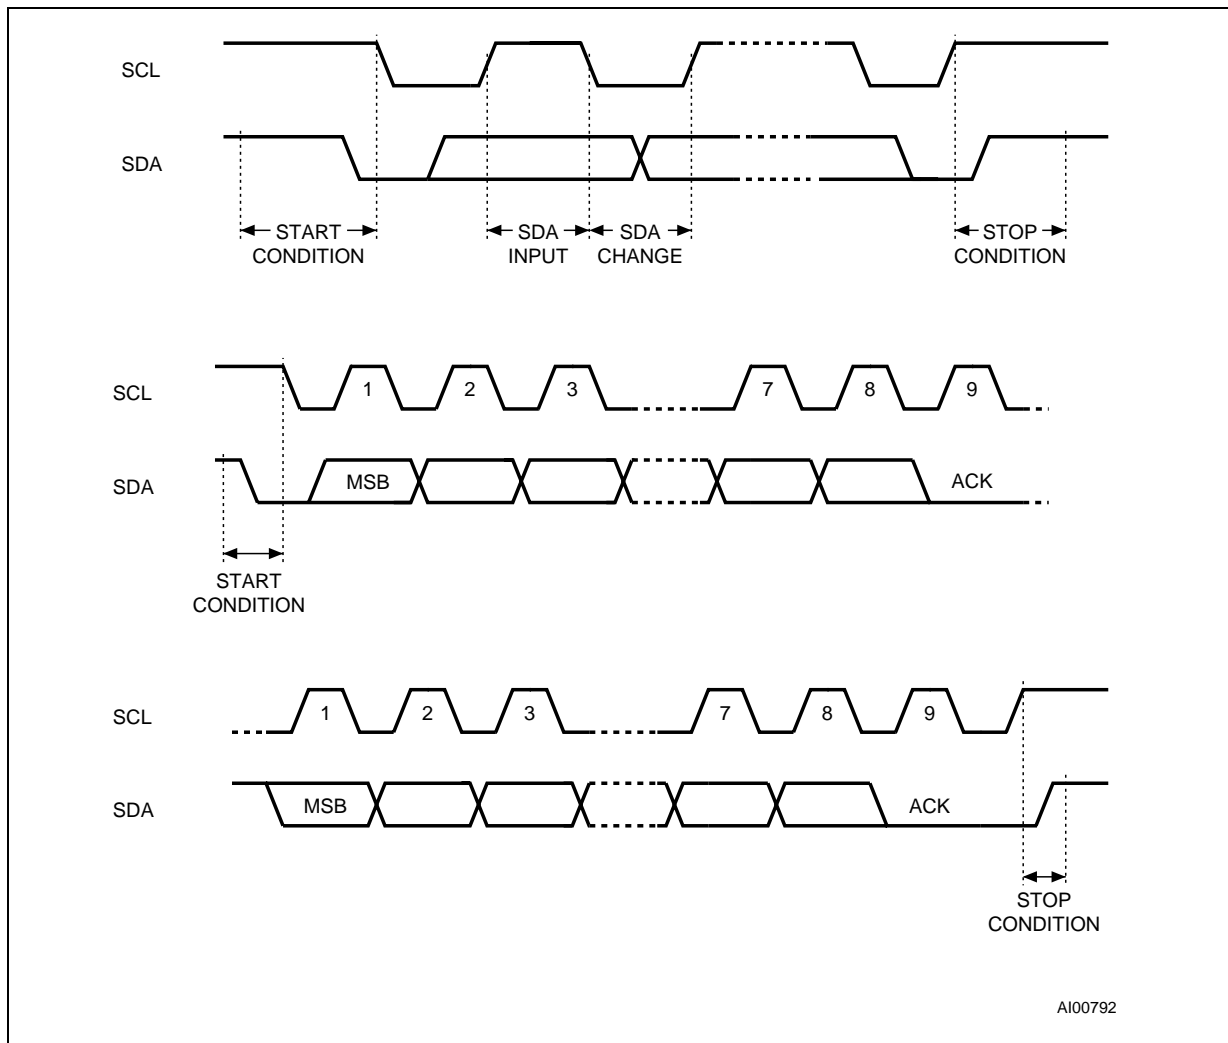 SCL
SDA
START
CONDITION
SDA
INPUT
SDA
CHANGE
STOP
CONDITION
SCL
1 2 3 7 8 9
SDA
MSB ACK
START
CONDITION
SCL
1 2 3 7 8 9
SDA
MSB ACK
STOP
CONDITION
AI00792